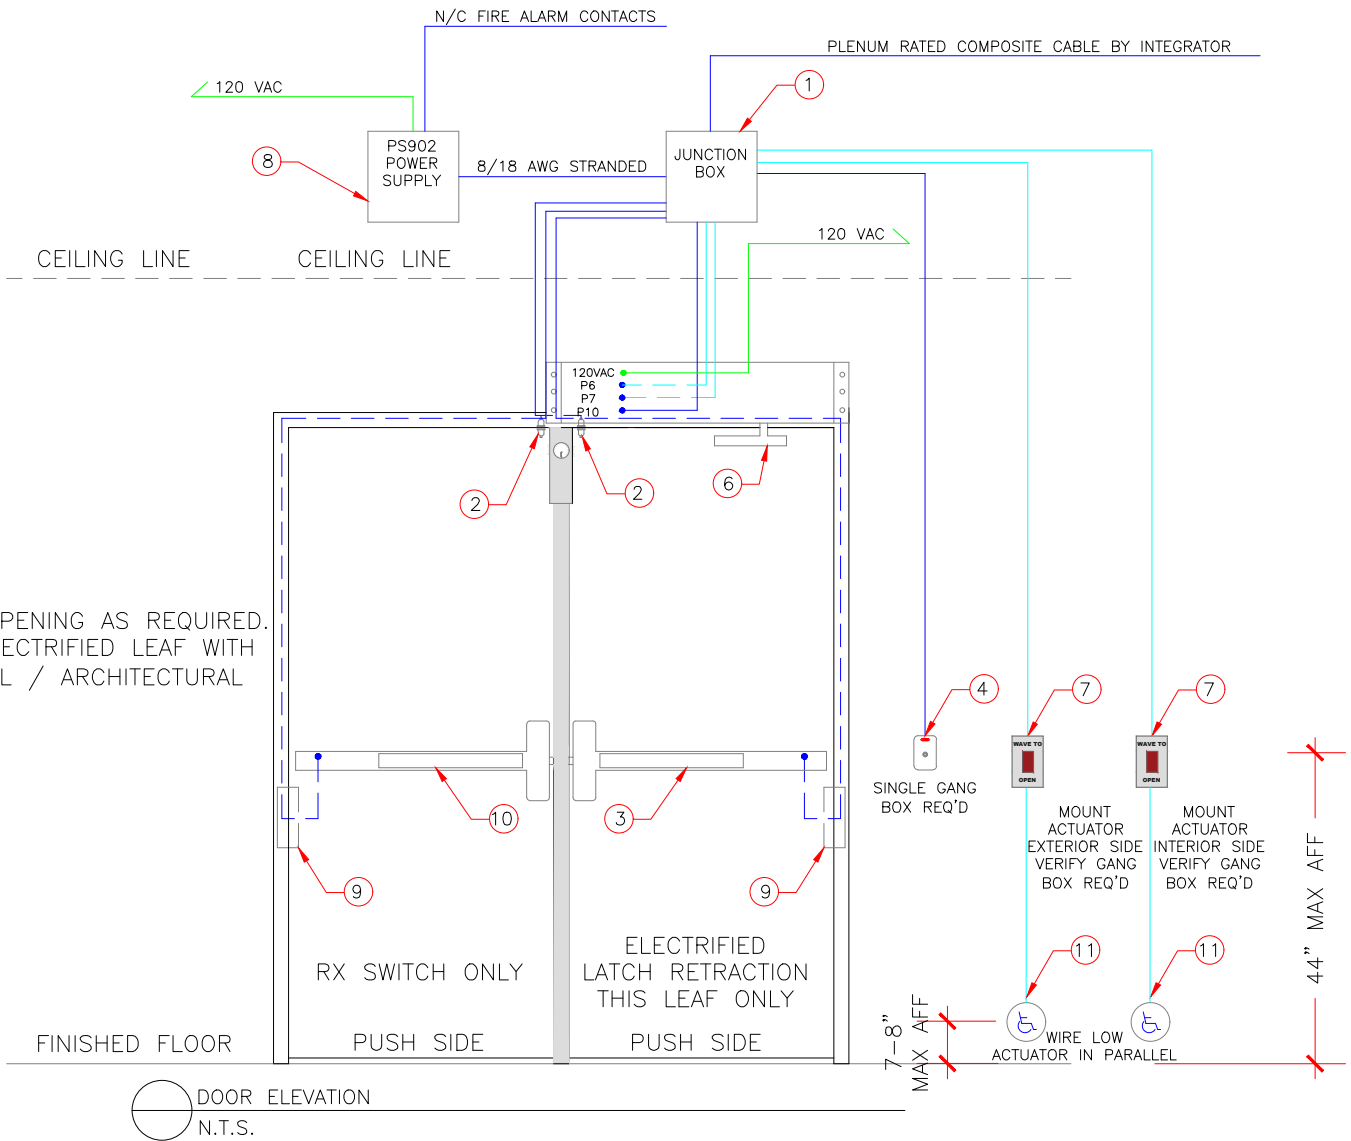 N/C FIRE ALARM CONTACTS
PLENUM RATED COMPOSITE CABLE BY INTEGRATOR
120 VAC
1
PS902
POWER
SUPPLY
8
8/18 AWG STRANDED
JUNCTION
BOX
120 VAC
CEILING LINE
CEILING LINE
120VAC
P6
P7
P10
2
2
6
PENING AS REQUIRED.
ECTRIFIED LEAF WITH
L / ARCHITECTURAL
4
7
7
WAVE TO
OPEN
WAVE TO
OPEN
SINGLE GANG
BOX REQ'D
10
3
MOUNT
ACTUATOR
EXTERIOR SIDE
VERIFY GANG
BOX REQ'D
MOUNT
ACTUATOR
INTERIOR SIDE
VERIFY GANG
BOX REQ'D
44" MAX AFF
9
9
RX SWITCH ONLY
ELECTRIFIED
LATCH RETRACTION
THIS LEAF ONLY
11
11
7-8"
MAX AFF
WIRE LOW
ACTUATOR IN PARALLEL
FINISHED FLOOR
PUSH SIDE
PUSH SIDE
DOOR ELEVATION
N.T.S.